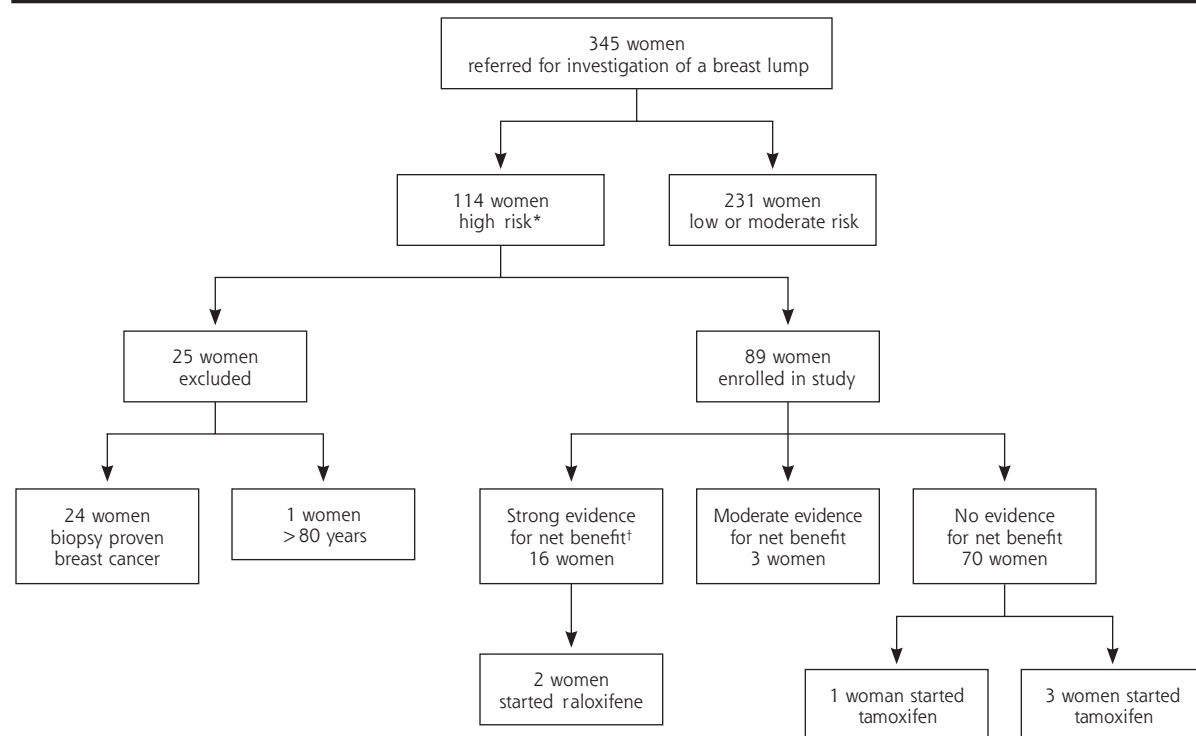 345 women
referred for investigation of a breast lump
114 women
high risk*
231 women
low or moderate risk
25 women
excluded
89 women
enrolled in study
24 women
biopsy proven
breast cancer
1 women
>80 years
Strong evidence
for net benefit†
16 women
Moderate evidence
for net benefit
3 women
No evidence
for net benefit
70 women
2 women
started raloxifene
1 woman started
tamoxifen
3 women started
tamoxifen